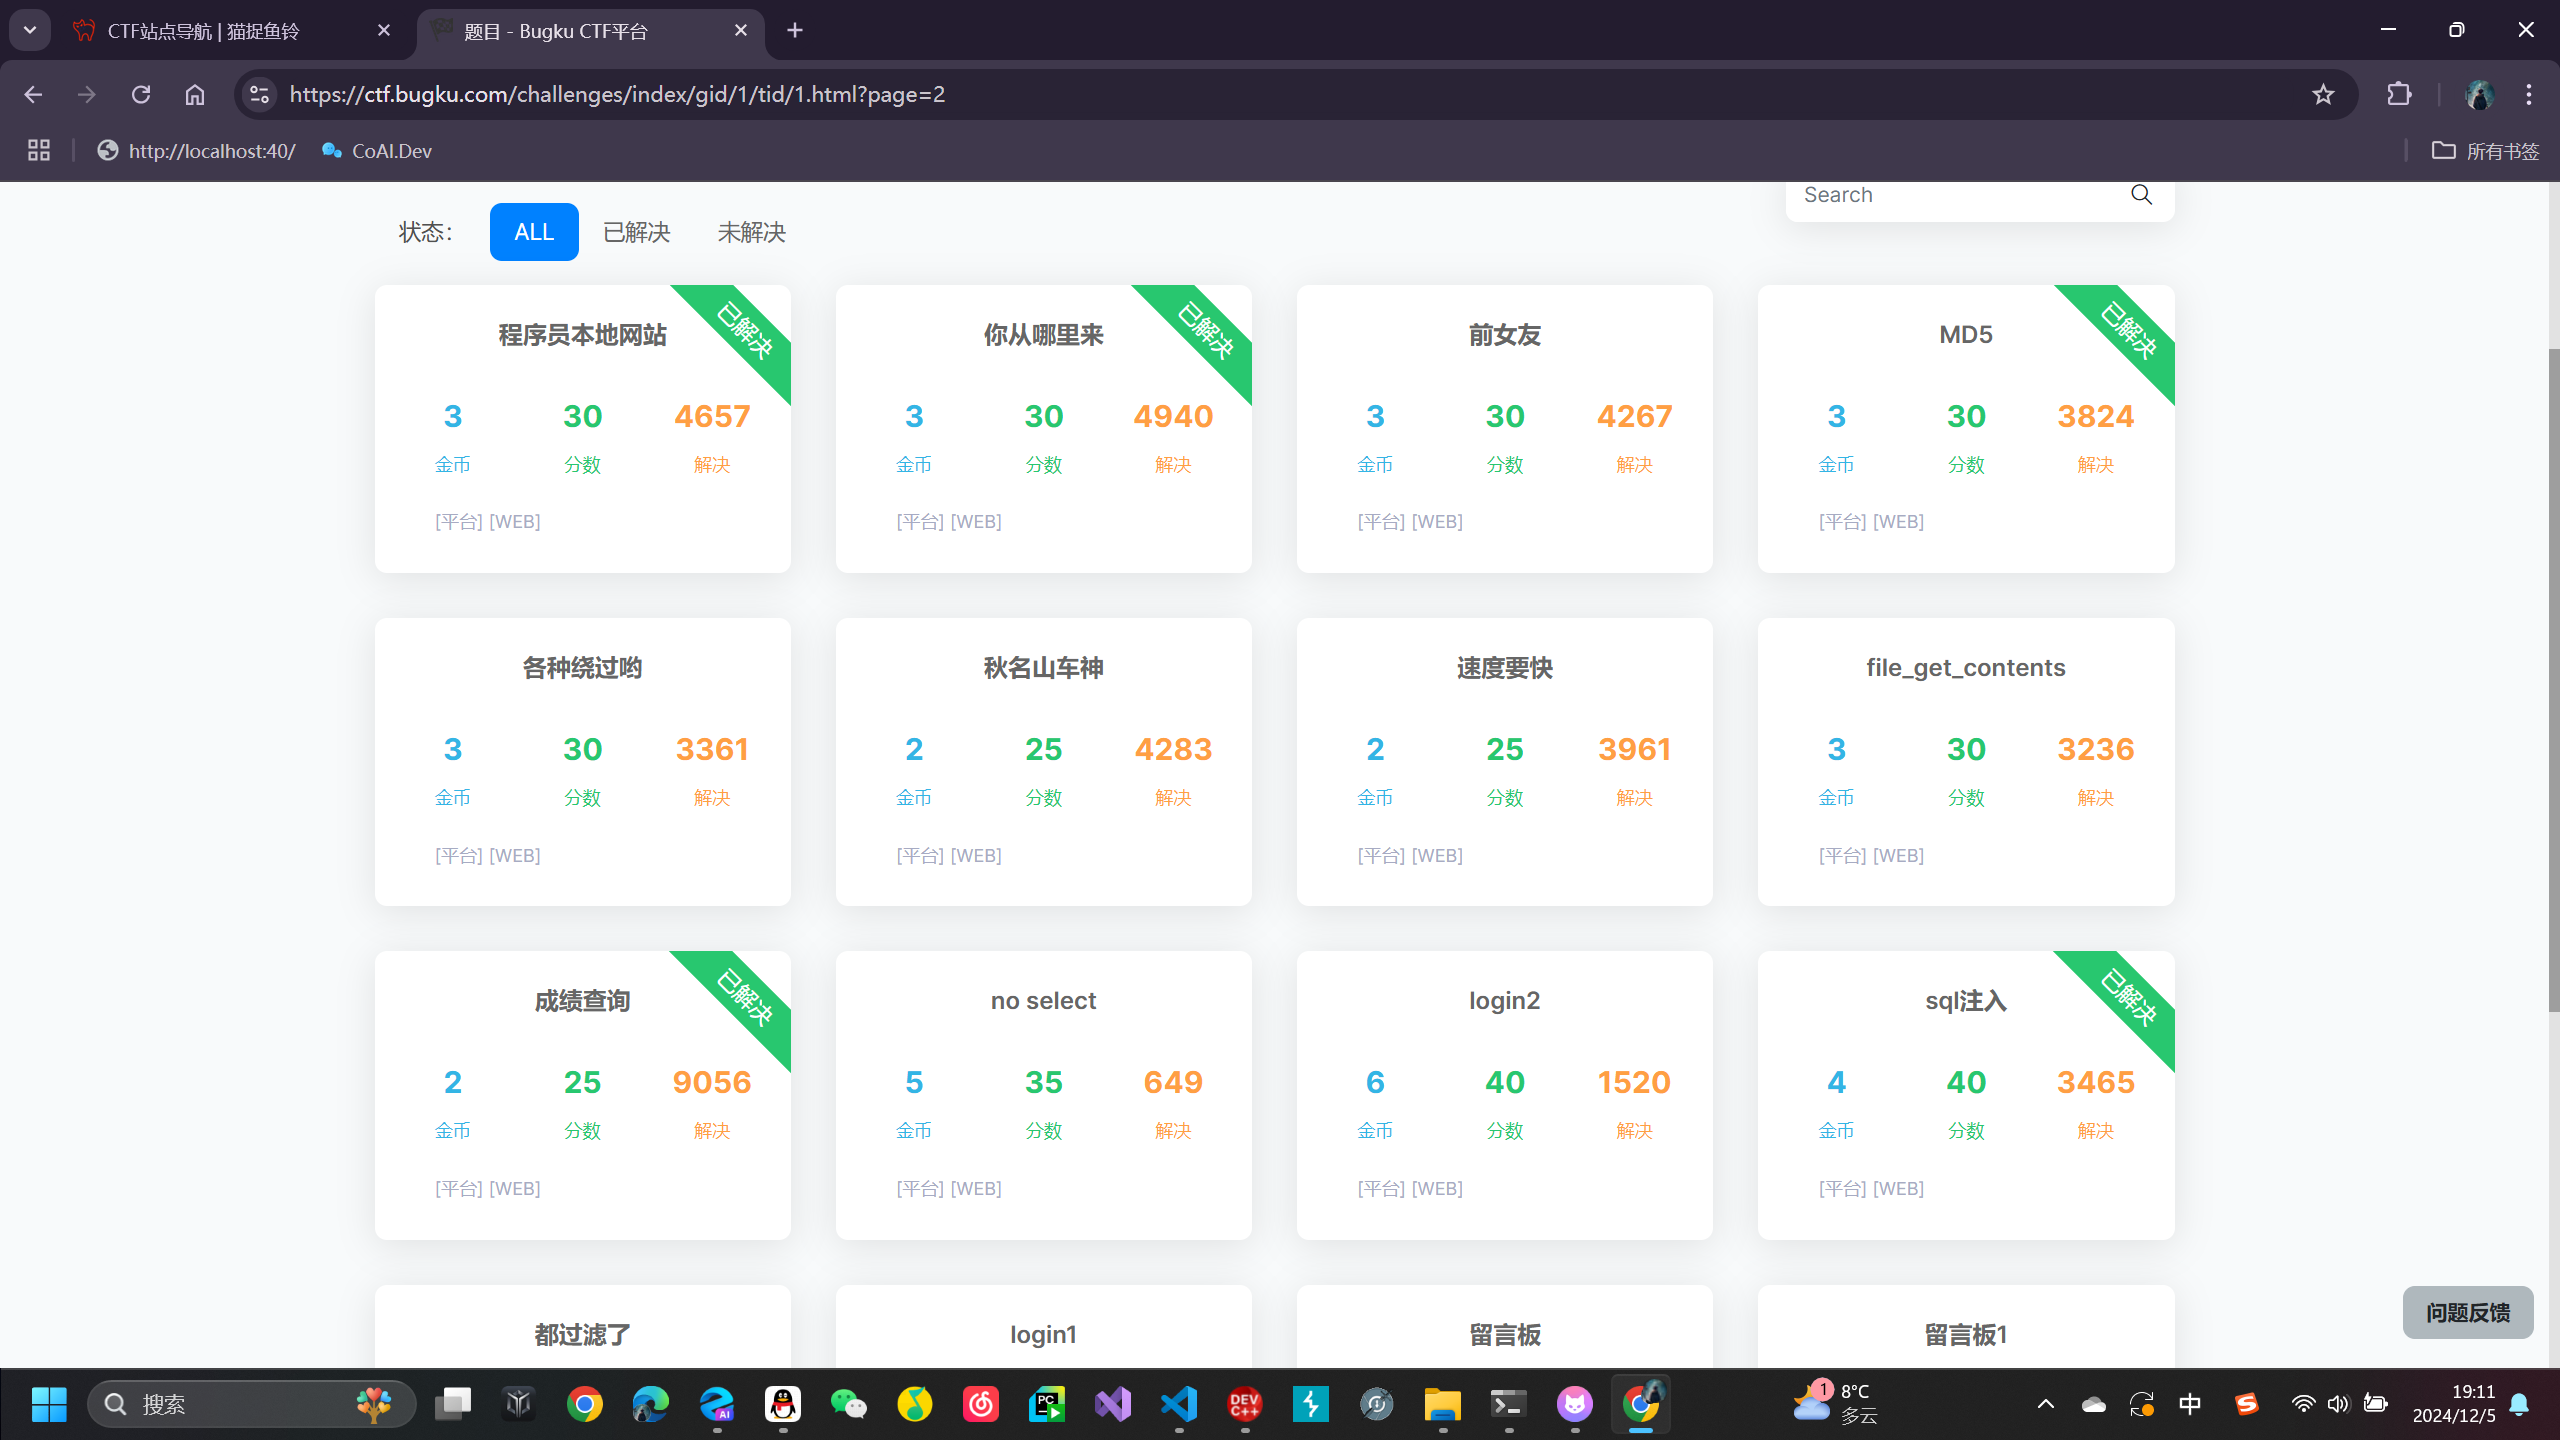 CTF站点导航 | 猫捉鱼铃
题目 - Bugku CTF平台
https://ctf.bugku.com/challenges/index/gid/1/tid/1.html?page=2
http://localhost:40/
CoAI.Dev
所有书签
Search
状态：
ALL
已解决
未解决
程序员本地网站
已解决
你从哪里来
已解决
前女友
MD5
已解决
3 30 4657
3 30 4940
3 30 4267
3 30 3824
金币 分数 解决
金币 分数 解决
金币 分数 解决
金币 分数 解决
[平台] [WEB]
[平台] [WEB]
[平台] [WEB]
[平台] [WEB]
各种绕过哟
秋名山车神
速度要快
file_get_contents
3 30 3361
2 25 4283
2 25 3961
3 30 3236
金币 分数 解决
金币 分数 解决
金币 分数 解决
金币 分数 解决
[平台] [WEB]
[平台] [WEB]
[平台] [WEB]
[平台] [WEB]
成绩查询
已解决
no select
login2
sql注入
已解决
2 25 9056
5 35 649
6 40 1520
4 40 3465
金币 分数 解决
金币 分数 解决
金币 分数 解决
金币 分数 解决
[平台] [WEB]
[平台] [WEB]
[平台] [WEB]
[平台] [WEB]
都过滤了
login1
留言板
留言板1
问题反馈
搜索
AI
PC
DEV
C++
1
8°C
多云
中
19:11
2024/12/5